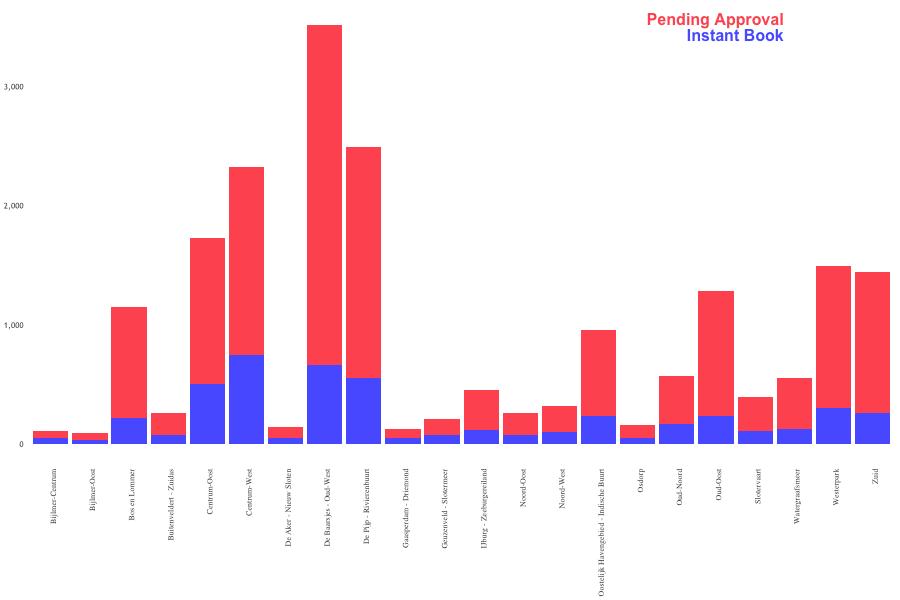 Pending Approval
Instant Book
3,000
2,000
1,000
0
Bijlmer-Centrum
Bijlmer-Oost
Bos en Lommer
Buitenveldert - Zuidas
Centrum-Oost
Centrum-West
De Aker - Nieuw Sloten
De Baarsjes - Oud-West
De Pijp - Rivierenbuurt
Gaasperdam - Driemond
Geuzenveld - Slotermeer
IJburg - Zeeburgereiland
Noord-Oost
Noord-West
Oostelijk Havengebied - Indische Buurt
Osdorp
Oud-Noord
Oud-Oost
Slotervaart
Watergraafsmeer
Westerpark
Zuid